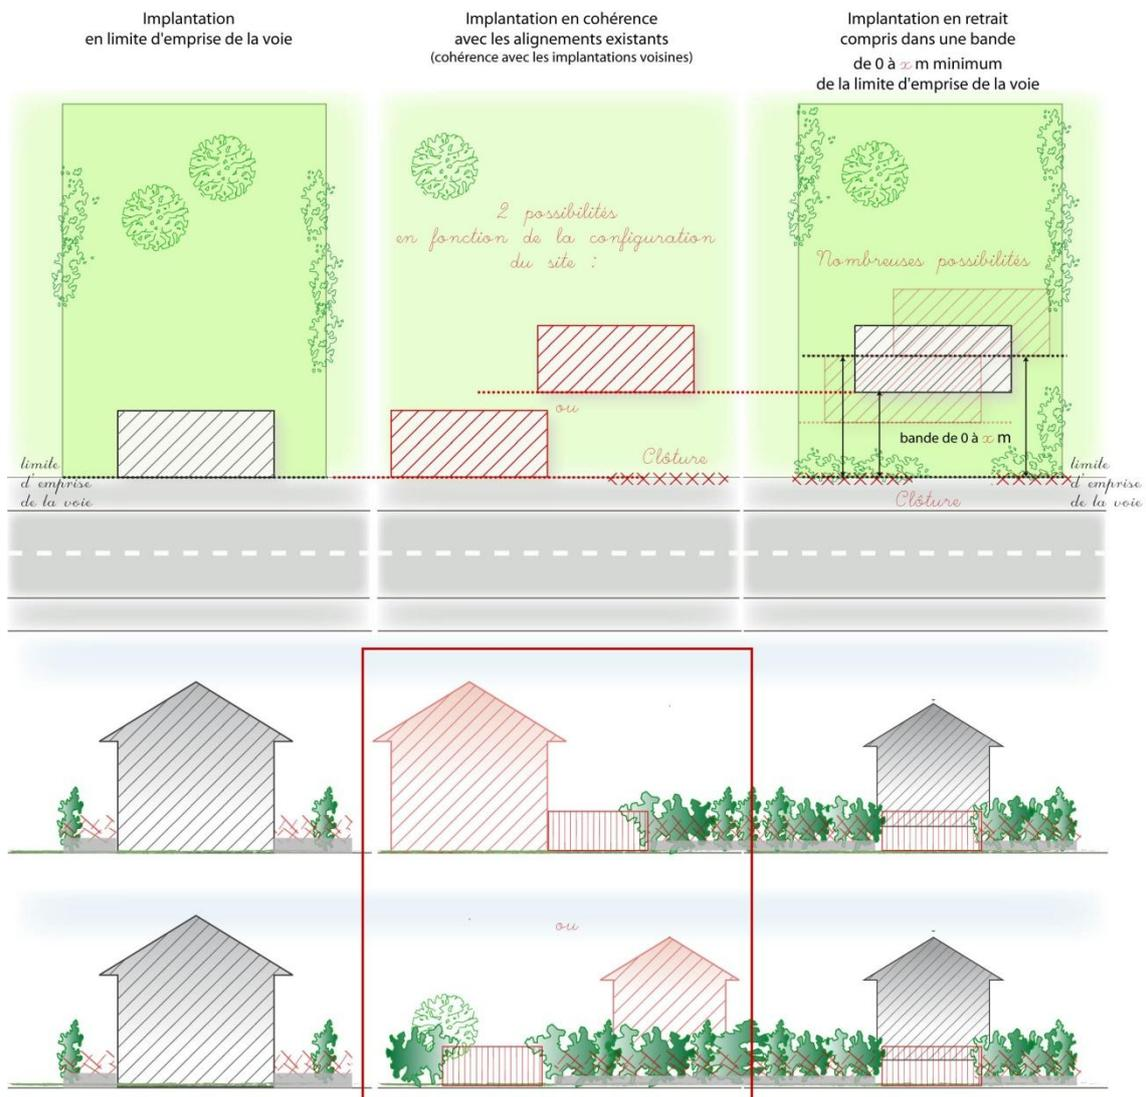 Implantation
en limite d'emprise de la voie
Implantation en cohérence
avec les alignements existants
(cohérence avec les implantations voisines)
Implantation en retrait
compris dans une bande
de 0 à x m minimum
de la limite d'emprise de la voie
2 possibilités
en fonction de la configuration
du site :
Nombreuses possibilités
ou
bande de 0 à x m
Clôture
limite
d'emprise
de la voie
limite
d'emprise
de la voie
Clôture
ou